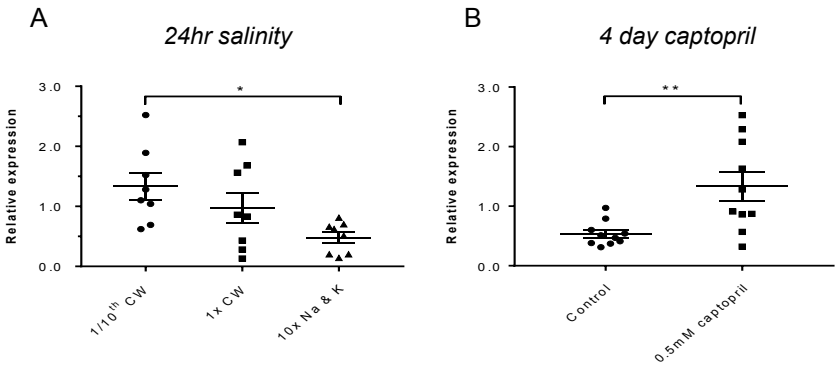 A
24hr salinity
Relative expression
3.0
2.0
1.0
0.0
*
1/10th CW
1x CW
10x Na & K
B
4 day captopril
Relative expression
3.0
2.0
1.0
0.0
**
Control
0.5mM captopril